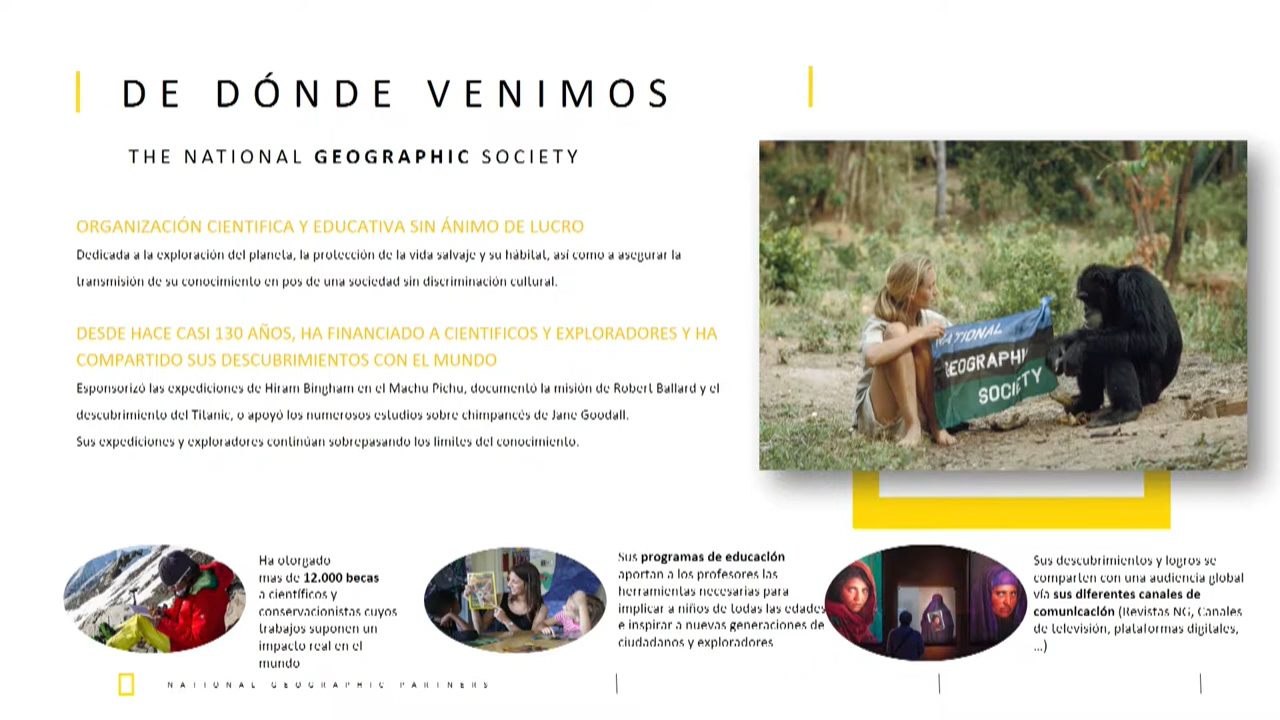 DE DÓNDE VENIMOS
THE NATIONAL GEOGRAPHIC SOCIETY
ORGANIZACIÓN CIENTIFICA Y EDUCATIVA SIN ÁNIMO DE LUCRO
Dedicada a la exploración del planeta, la protección de la vida salvaje y su hábitat, así como a asegurar la
transmisión de su conocimiento en pos de una sociedad sin discriminación cultural.
DESDE HACE CASI 130 AÑOS, HA FINANCIADO A CIENTIFICOS Y EXPLORADORES Y HA
COMPARTIDO SUS DESCUBRIMIENTOS CON EL MUNDO
Esponsorizó las expediciones de Hiram Bingham en el Machu Pichu, documentó la misión de Robert Ballard y el
descubrimiento del Titanic, o apoyó los numerosos estudios sobre chimpancés de Jane Goodall.
Sus expediciones y exploradores continúan sobrepasando los limites del conocimiento.
NATIONAL
GEOGRAPHI
SOCIETY
Ha otorgado
mas de 12.000 becas
a científicos y
conservacionistas cuyos
trabajos suponen un
impacto real en el
mundo
Sus programas de educación
aportan a los profesores las
herramientas necesarias para
implicar a niños de todas las edades
e inspirar a nuevas generaciones de
ciudadanos y exploradores
Sus descubrimientos y logros se
comparten con una audiencia global
vía sus diferentes canales de
comunicación (Revistas NG, Canales
de televisión, plataformas digitales,
...)
NATIONAL GEOGRAPHIC PARTNERS